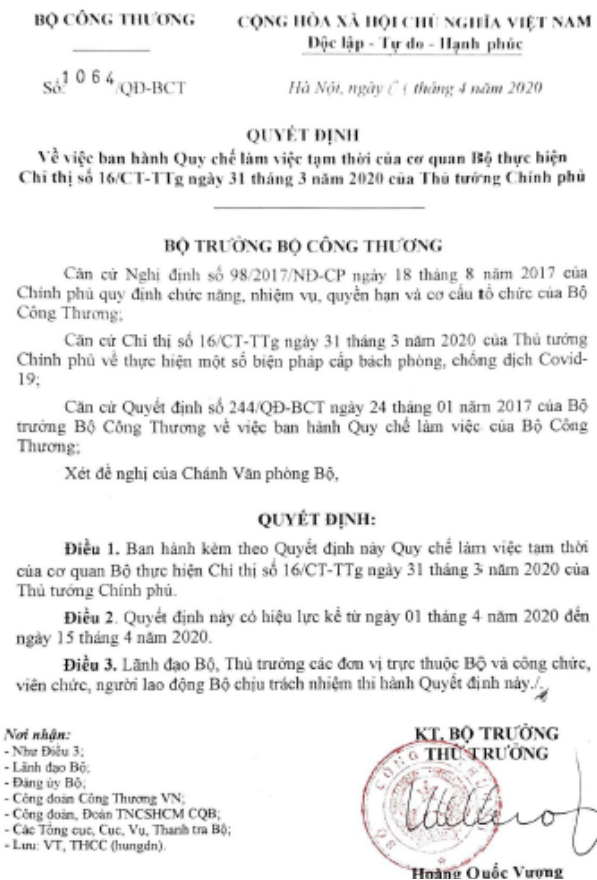 BỘ CÔNG THƯƠNG
CỘNG HÒA XÃ HỘI CHỦ NGHĨA VIỆT NAM
Độc lập - Tự do - Hạnh phúc
Số: 1064/QĐ-BCT
Hà Nội, ngày 01 tháng 4 năm 2020
QUYẾT ĐỊNH
Về việc ban hành Quy chế làm việc tạm thời của cơ quan Bộ thực hiện
Chỉ thị số 16/CT-TTg ngày 31 tháng 3 năm 2020 của Thủ tướng Chính phủ
BỘ TRƯỞNG BỘ CÔNG THƯƠNG
Căn cứ Nghị định số 98/2017/NĐ-CP ngày 18 tháng 8 năm 2017 của
Chính phủ quy định chức năng, nhiệm vụ, quyền hạn và cơ cấu tổ chức của Bộ
Công Thương;
Căn cứ Chỉ thị số 16/CT-TTg ngày 31 tháng 3 năm 2020 của Thủ tướng
Chính phủ về thực hiện một số biện pháp cấp bách phòng, chống dịch Covid-
19;
Căn cứ Quyết định số 244/QĐ-BCT ngày 24 tháng 01 năm 2017 của Bộ
trưởng Bộ Công Thương về việc ban hành Quy chế làm việc của Bộ Công
Thương;
Xét đề nghị của Chánh Văn phòng Bộ,
QUYẾT ĐỊNH:
Điều 1. Ban hành kèm theo Quyết định này Quy chế làm việc tạm thời
của cơ quan Bộ thực hiện Chỉ thị số 16/CT-TTg ngày 31 tháng 3 năm 2020 của
Thủ tướng Chính phủ.
Điều 2. Quyết định này có hiệu lực kể từ ngày 01 tháng 4 năm 2020 đến
ngày 15 tháng 4 năm 2020.
Điều 3. Lãnh đạo Bộ, Thủ trưởng các đơn vị trực thuộc Bộ và công chức,
viên chức, người lao động Bộ chịu trách nhiệm thi hành Quyết định này./.
Nơi nhận:
- Như Điều 3;
- Lãnh đạo Bộ;
- Đảng ủy Bộ;
- Công đoàn Công Thương VN;
- Công đoàn, Đoàn TNCSHCM CQB;
- Các Tổng cục, Cục, Vụ, Thanh tra Bộ;
- Lưu: VT, THCC (hungdn).
KT. BỘ TRƯỞNG
THỨ TRƯỞNG
Hoàng Quốc Vượng